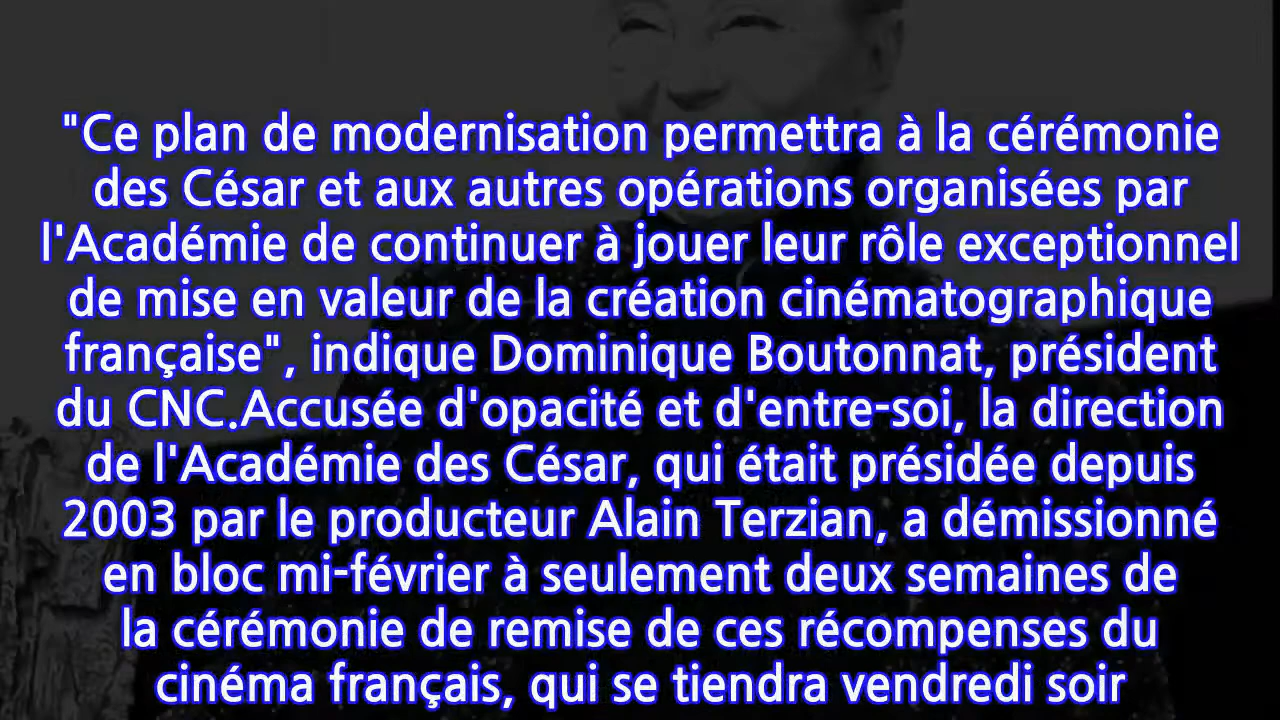 "Ce plan de modernisation permettra à la cérémonie
des César et aux autres opérations organisées par
l'Académie de continuer à jouer leur rôle exceptionnel
de mise en valeur de la création cinématographique
française", indique Dominique Boutonnat, président
du CNC.Accusée d'opacité et d'entre-soi, la direction
de l'Académie des César, qui était présidée depuis
2003 par le producteur Alain Terzian, a démissionné
en bloc mi-février à seulement deux semaines de
la cérémonie de remise de ces récompenses du
cinéma français, qui se tiendra vendredi soir